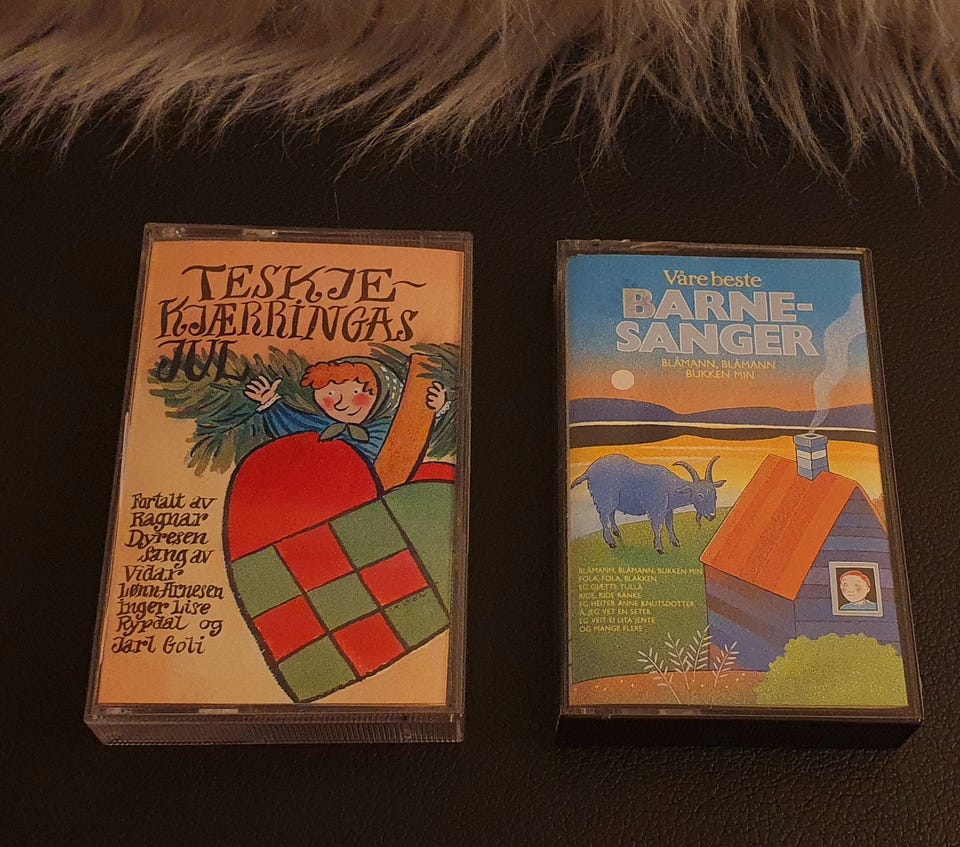 TESKJE-
KJÆRRINGAS
JUL
Fortalt av
Ragnar
Dyresen
Sang av
Vidar
Lønn-Arnesen
Inger Lise
Rypdal og
Jarl Goli
Våre beste
BARNE-
SANGER
BLÅMANN, BLÅMANN
BUKKEN MIN
BLÅMANN, BLÅMANN, BUKKEN MIN
FOLA, FOLA, BLAKKEN
EG GJÆTTE TULLA
RIDE, RIDE RANKE
EG HEITER ANNE KNUTSDOTTER
Å, JEG VET EN SETER
EG VEIT EI LITA JENTE
OG MANGE FLERE